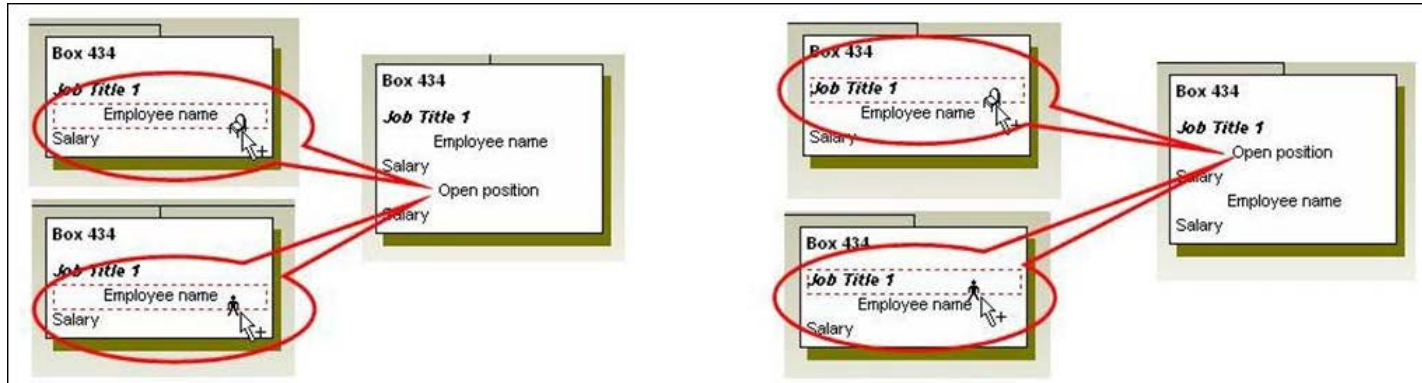 Box 434
Job Title 1
Employee name
Salary
Box 434
Job Title 1
Employee name
Salary
Open position
Salary
Box 434
Job Title 1
Employee name
Salary
Box 434
Job Title 1
Employee name
Salary
Box 434
Job Title 1
Open position
Salary
Employee name
Salary
Box 434
Job Title 1
Employee name
Salary